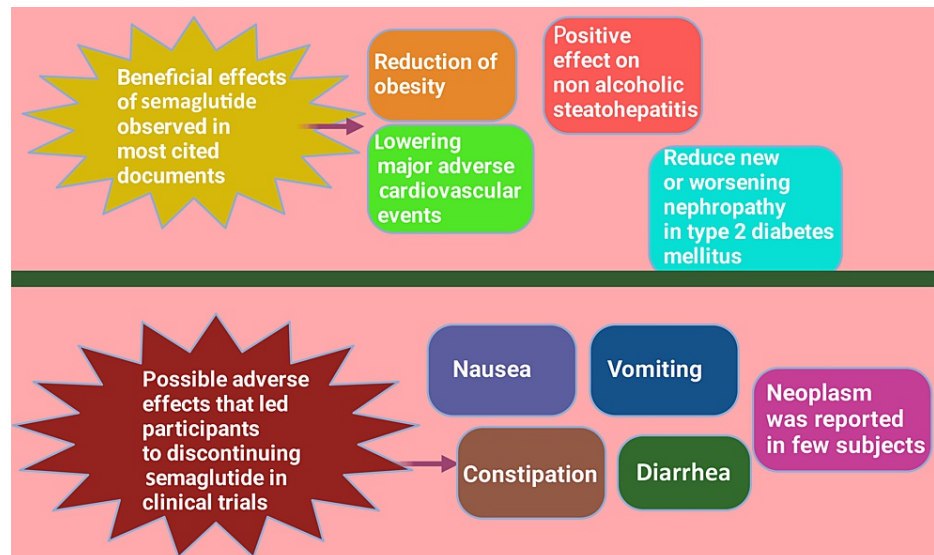 Beneficial effects
of semaglutide
observed in
most cited
documents
Reduction of
obesity
Positive
effect on
non alcoholic
steatohepatitis
Lowering
major adverse
cardiovascular
events
Reduce new
or worsening
nephropathy
in type 2 diabetes
mellitus
Possible adverse
effects that led
participants
to discontinuing
semaglutide in
clinical trials
Nausea
Vomiting
Neoplasm
was reported
in few subjects
Constipation
Diarrhea